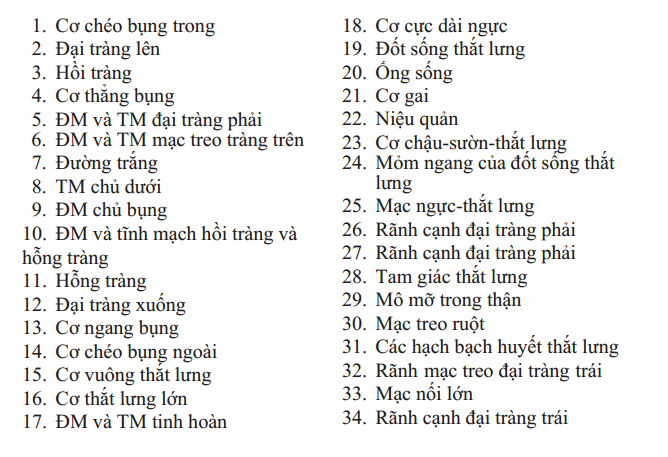 1. Cơ chéo bụng trong
2. Đại tràng lên
3. Hồi tràng
4. Cơ thẳng bụng
5. ĐM và TM đại tràng phải
6. ĐM và TM mạc treo tràng trên
7. Đường trắng
8. TM chủ dưới
9. ĐM chủ bụng
10. ĐM và tĩnh mạch hồi tràng và
hỗng tràng
11. Hỗng tràng
12. Đại tràng xuống
13. Cơ ngang bụng
14. Cơ chéo bụng ngoài
15. Cơ vuông thắt lưng
16. Cơ thắt lưng lớn
17. ĐM và TM tinh hoàn
18. Cơ cực dài ngực
19. Đốt sống thắt lưng
20. Ống sống
21. Cơ gai
22. Niệu quản
23. Cơ chậu-sườn-thắt lưng
24. Mỏm ngang của đốt sống thắt
lưng
25. Mạc ngực-thắt lưng
26. Rãnh cạnh đại tràng phải
27. Rãnh cạnh đại tràng phải
28. Tam giác thắt lưng
29. Mô mỡ trong thận
30. Mạc treo ruột
31. Các hạch bạch huyết thắt lưng
32. Rãnh mạc treo đại tràng trái
33. Mạc nối lớn
34. Rãnh cạnh đại tràng trái